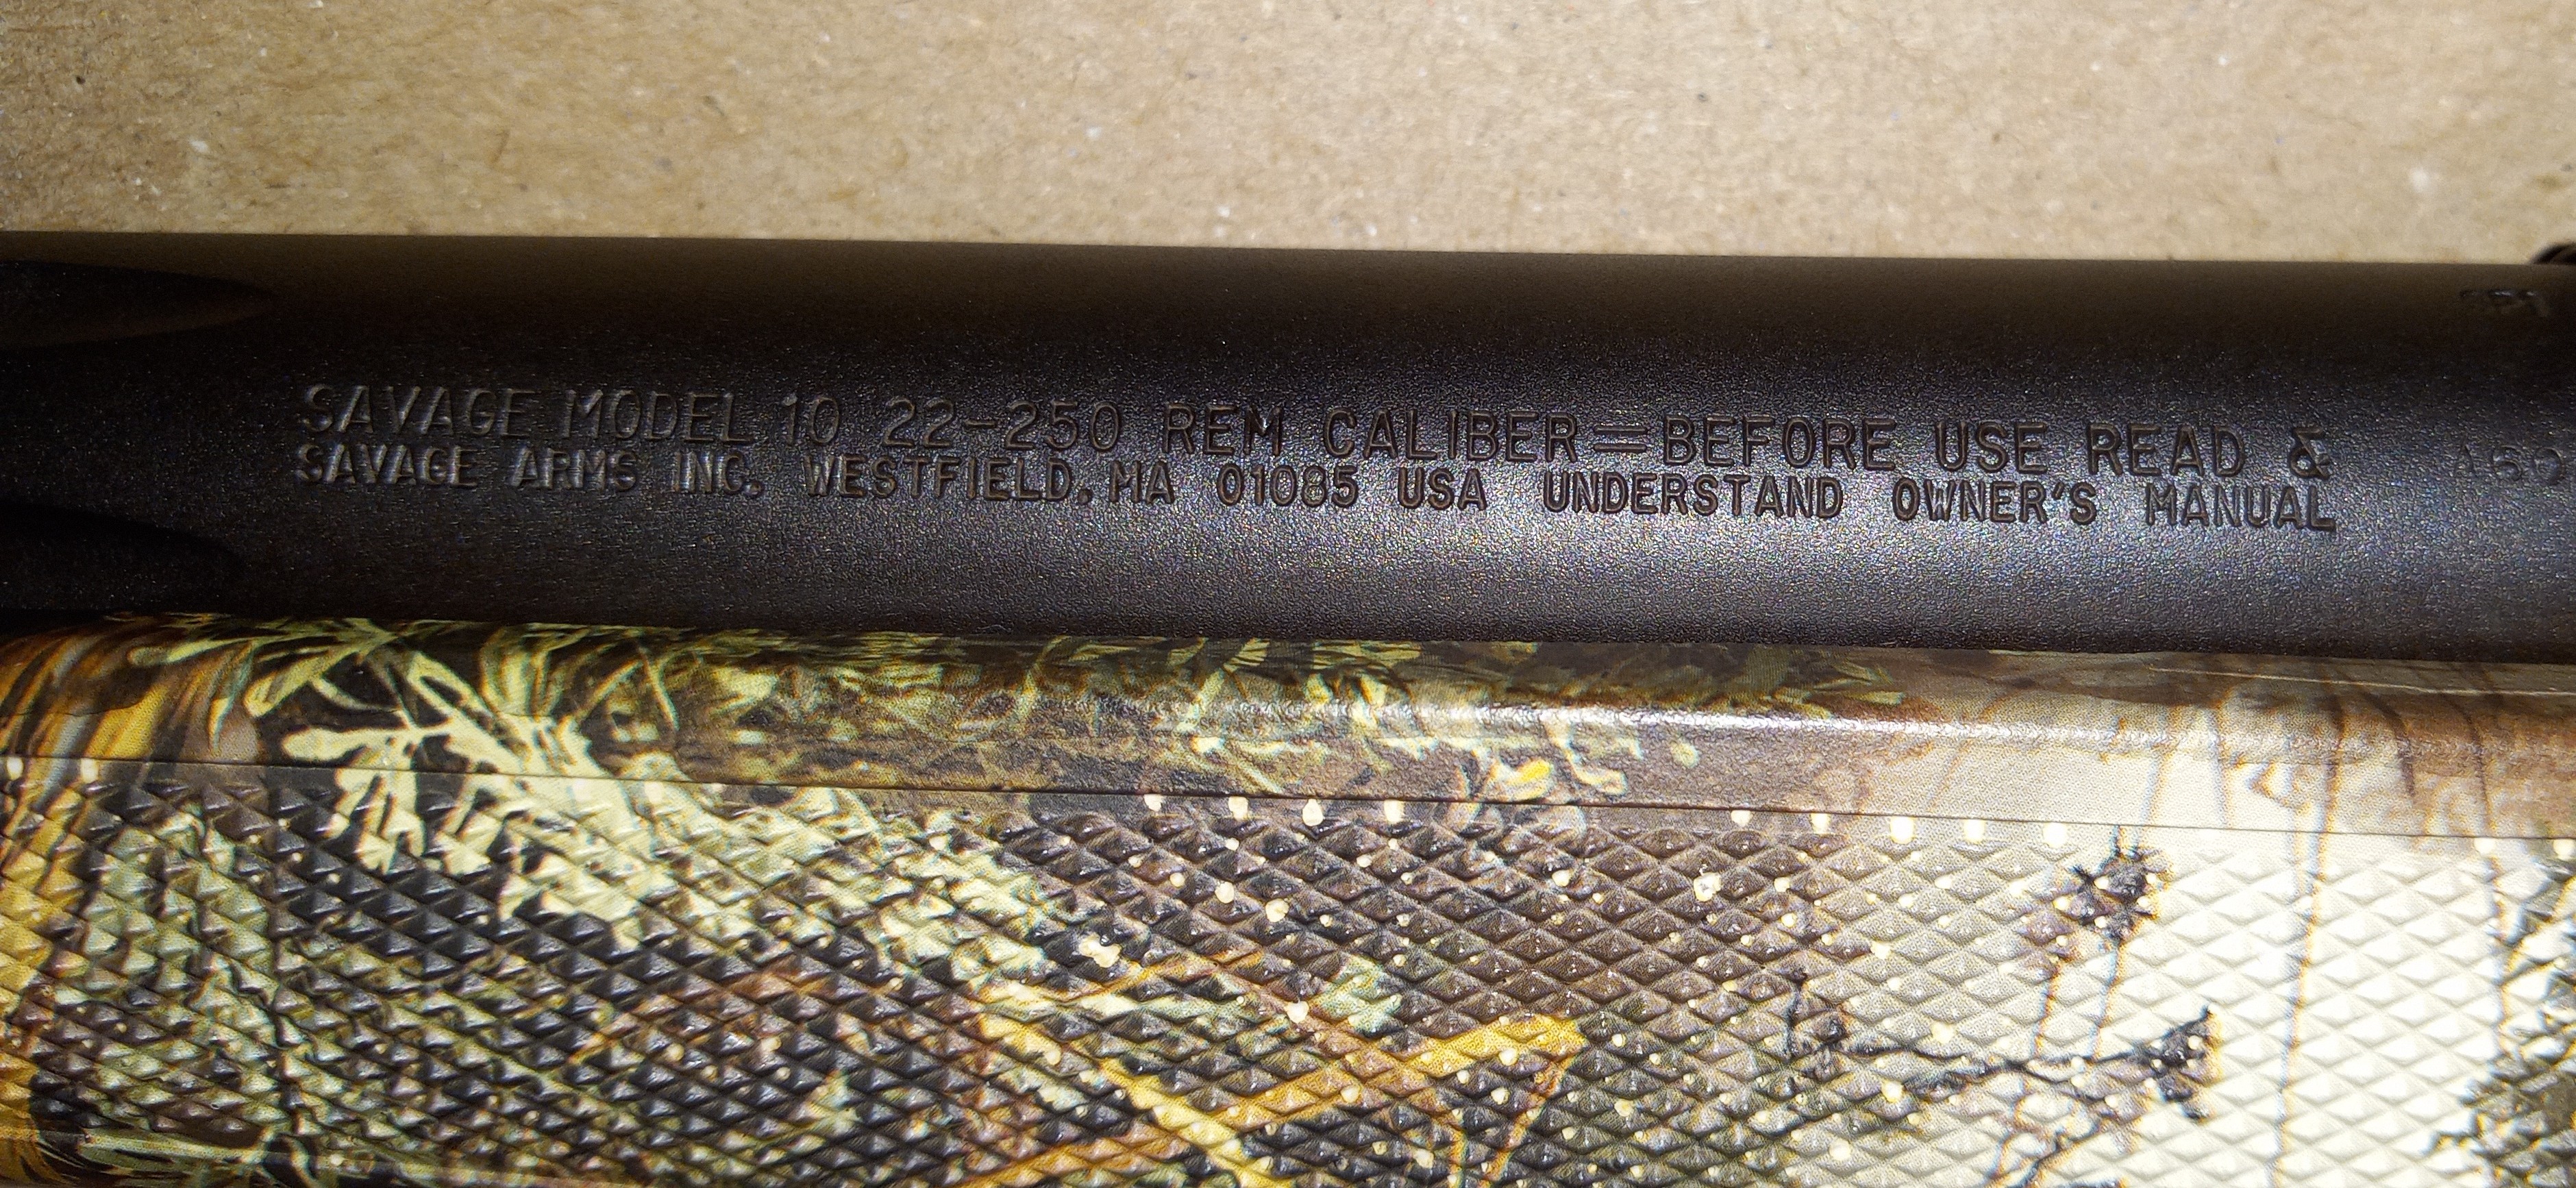 SAVAGE MODEL 10 22-250 REM CALIBER=BEFORE USE READ &
SAVAGE ARMS INC. WESTFIELD, MA 01085 USA UNDERSTAND OWNER'S MANUAL